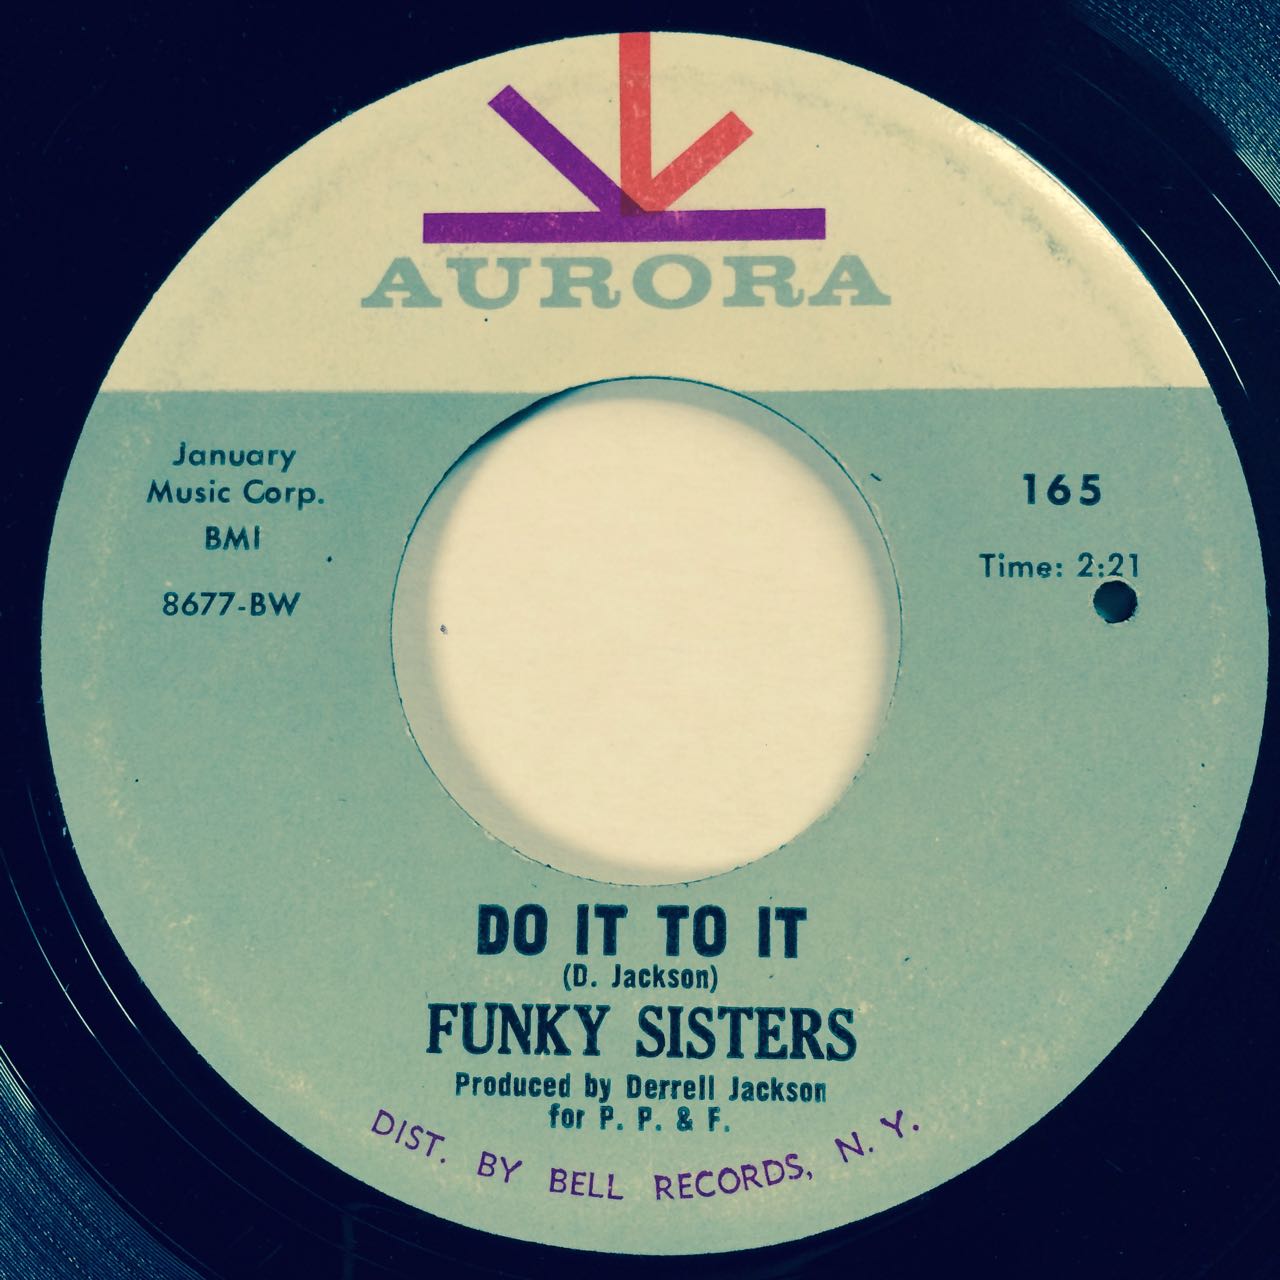 AURORA
January
Music Corp.
BMI
8677-BW
165
Time: 2:21
DO IT TO IT
(D. Jackson)
FUNKY SISTERS
Produced by Derrell Jackson
for P. P. & F.
DIST. BY BELL RECORDS, N. Y.